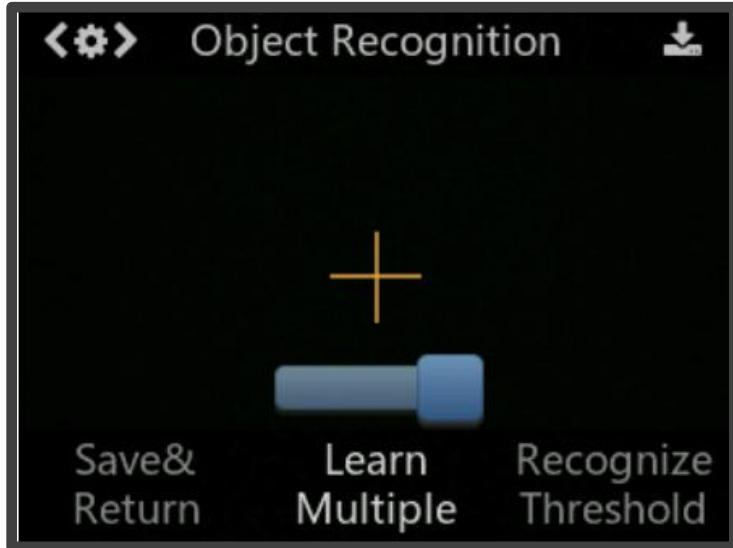 Object Recognition
Save& Learn Recognize
Return Multiple Threshold